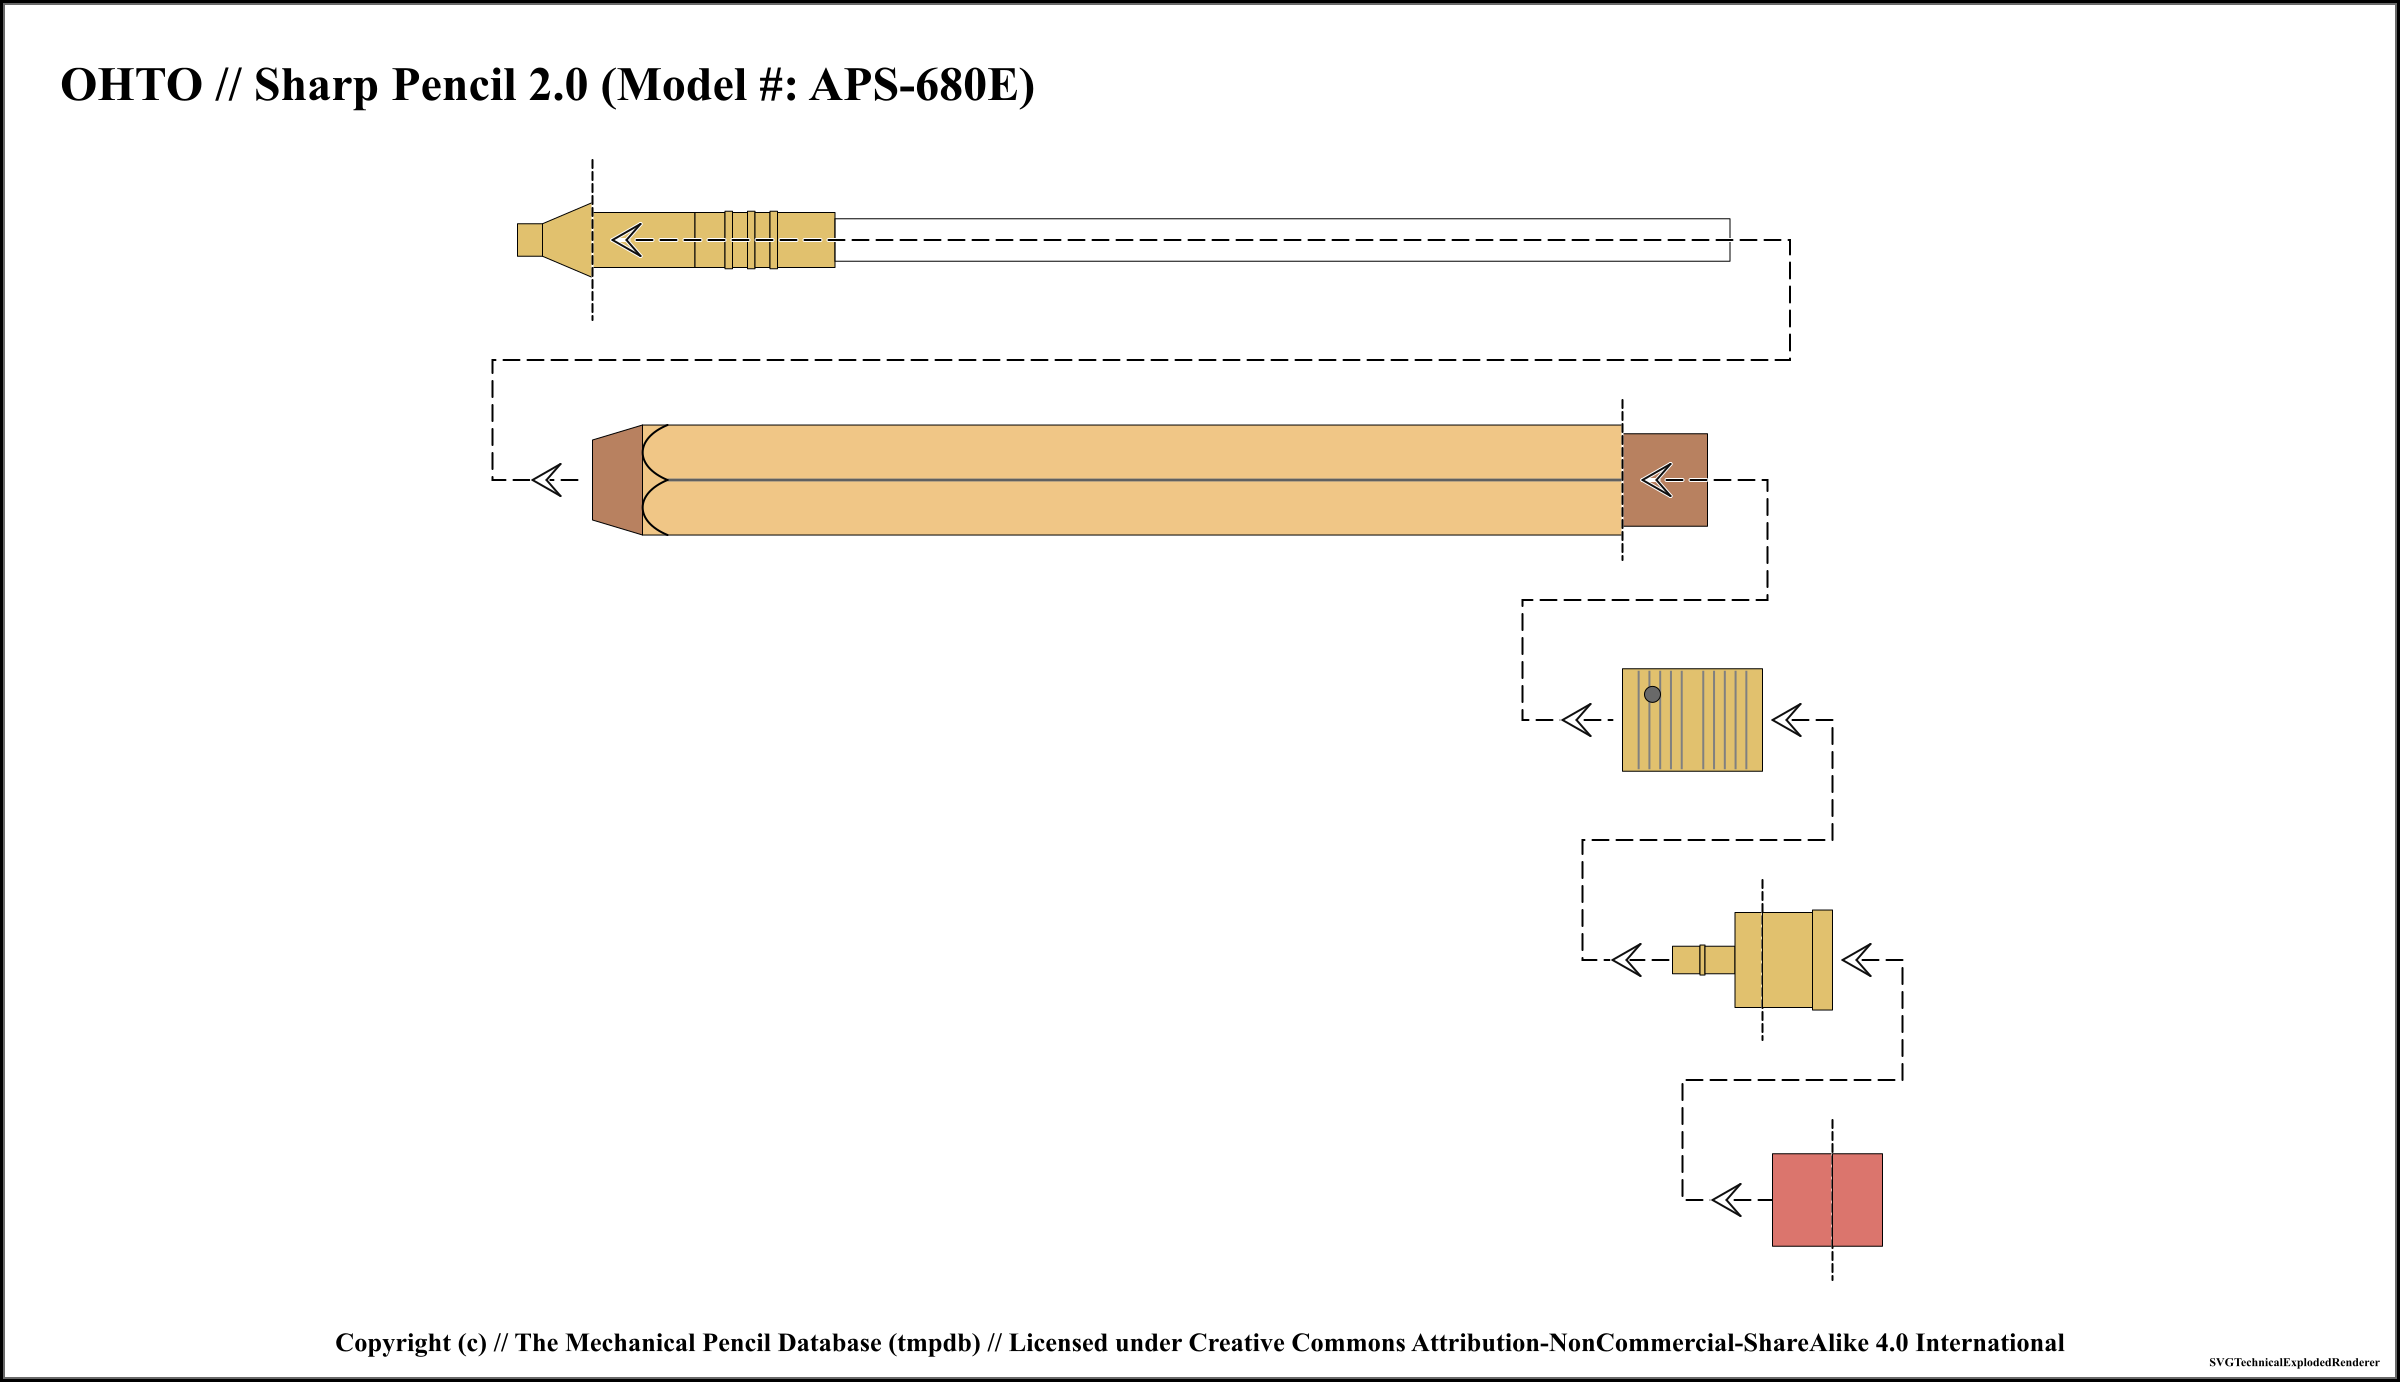 OHTO // Sharp Pencil 2.0 (Model #: APS-680E)
Copyright (c) // The Mechanical Pencil Database (tmpdb) // Licensed under Creative Commons Attribution-NonCommercial-ShareAlike 4.0 International
SVGTechnicalExplodedRenderer